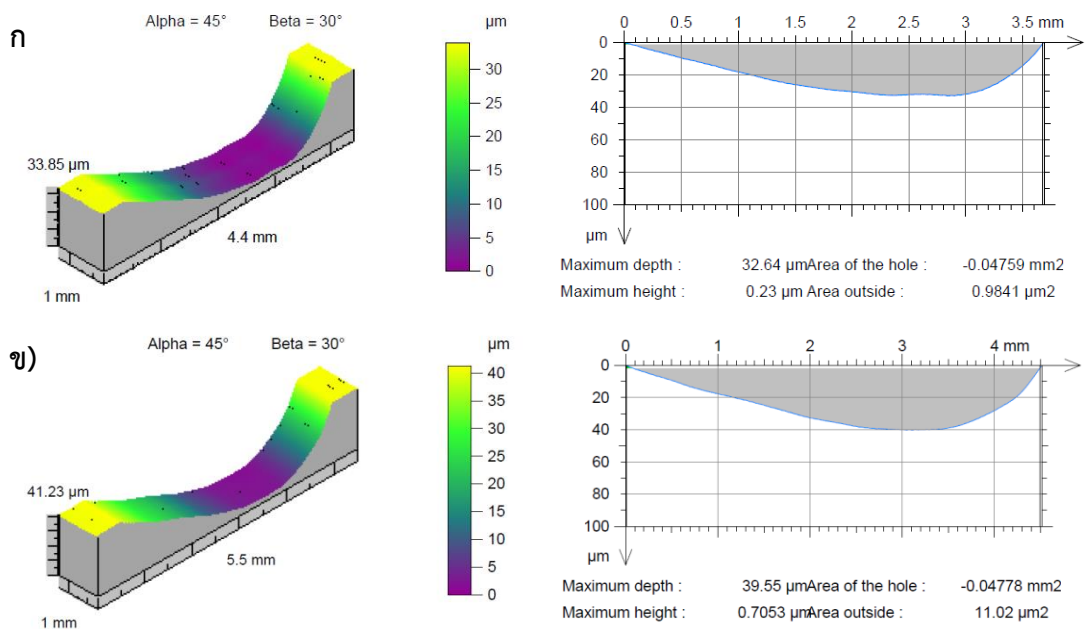 ก
Alpha = 45° Beta = 30°
µm
30
25
20
15
10
5
0
33.85 µm
4.4 mm
1 mm
0 0.5 1 1.5 2 2.5 3 3.5 mm
0
20
40
60
80
100
µm
Maximum depth : 32.64 µmArea of the hole : -0.04759 mm2
Maximum height : 0.23 µm Area outside : 0.9841 µm2
ข)
Alpha = 45° Beta = 30°
µm
40
35
30
25
20
15
10
5
0
41.23 µm
5.5 mm
1 mm
0 1 2 3 4 mm
0
20
40
60
80
100
µm
Maximum depth : 39.55 µmArea of the hole : -0.04778 mm2
Maximum height : 0.7053 µmArea outside : 11.02 µm2